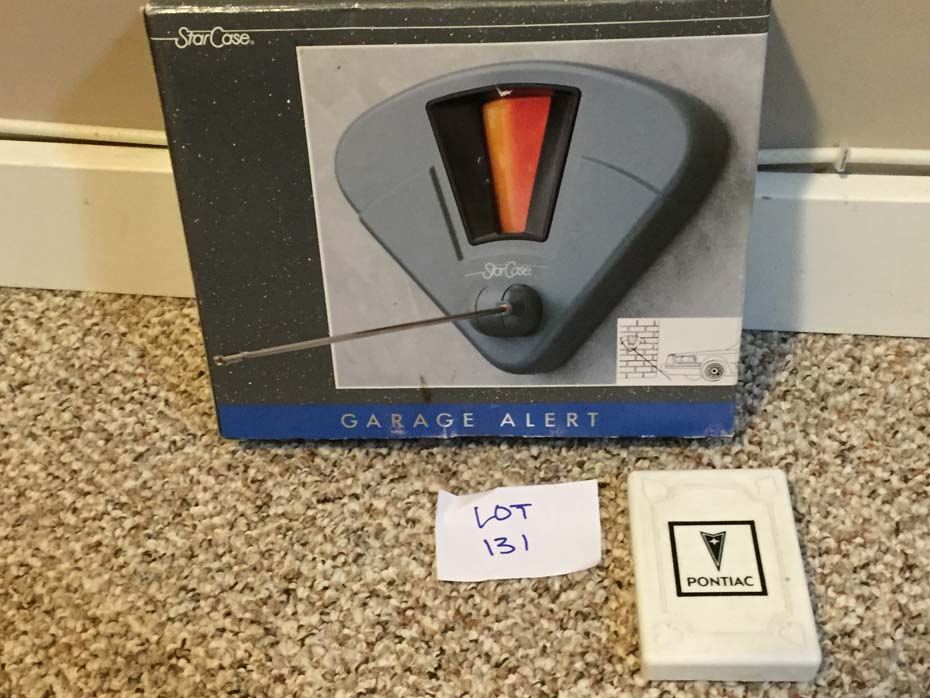 StarCase
StarCase
GARAGE ALERT
LOT
131
PONTIAC